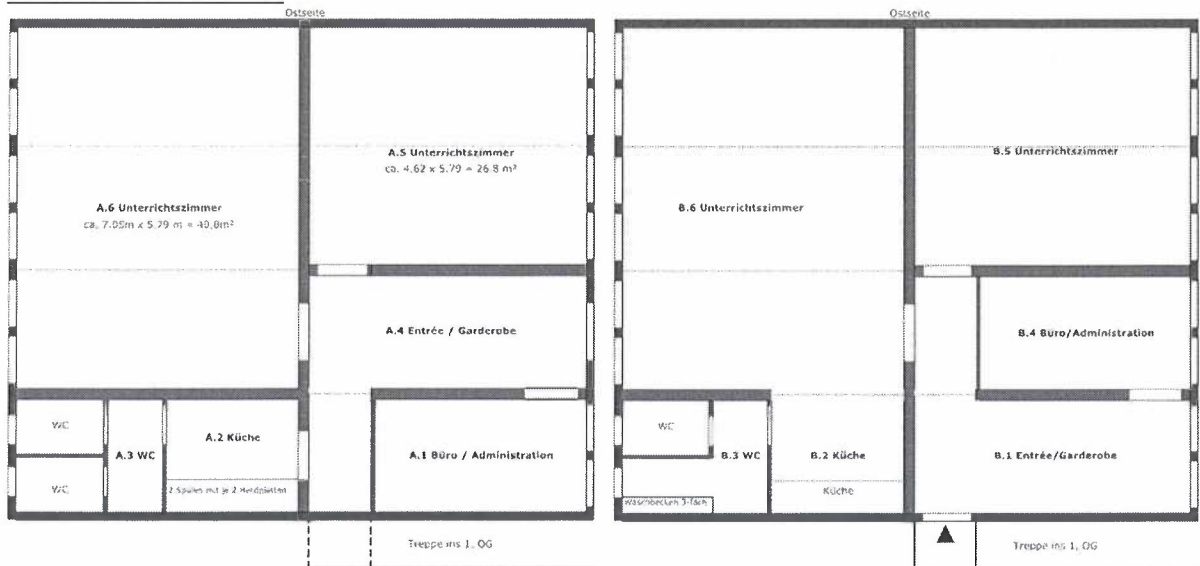 Ostseite
A.5 Unterrichtszimmer
ca. 4.62 x 5.79 = 26.8 m²
A.6 Unterrichtszimmer
ca. 7.05m x 5.79 m = 40,8m²
A.4 Entrée / Garderobe
WC
A.3 WC
A.2 Küche
A.1 Büro / Administration
WC
2 Spülen mit je 2 Herdplatten
Treppe ins 1, OG
Ostseite
B.5 Unterrichtszimmer
B.6 Unterrichtszimmer
B.4 Büro/Administration
WC
B.3 WC
B.2 Küche
B.1 Entrée/Garderobe
Küche
Waschbecken 3-fach
Treppe ins 1, OG